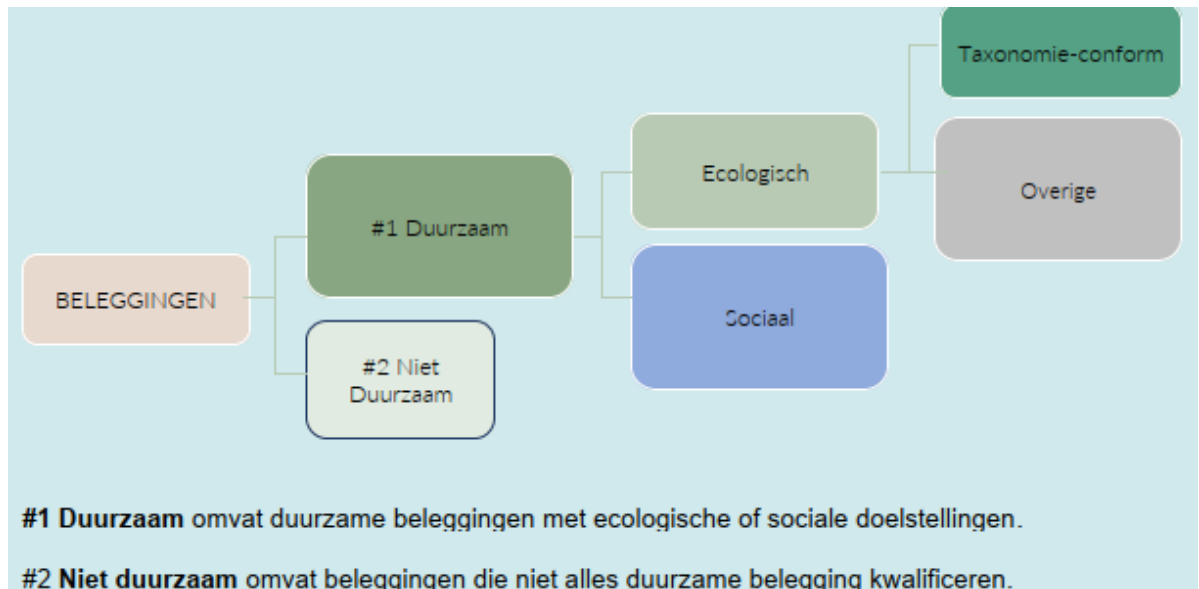 Taxonomie-conform
Ecologisch
Overige
#1 Duurzaam
BELEGGINGEN
Sociaal
#2 Niet
Duurzaam
#1 Duurzaam omvat duurzame beleggingen met ecologische of sociale doelstellingen.
#2 Niet duurzaam omvat beleggingen die niet alles duurzame belegging kwalificeren.